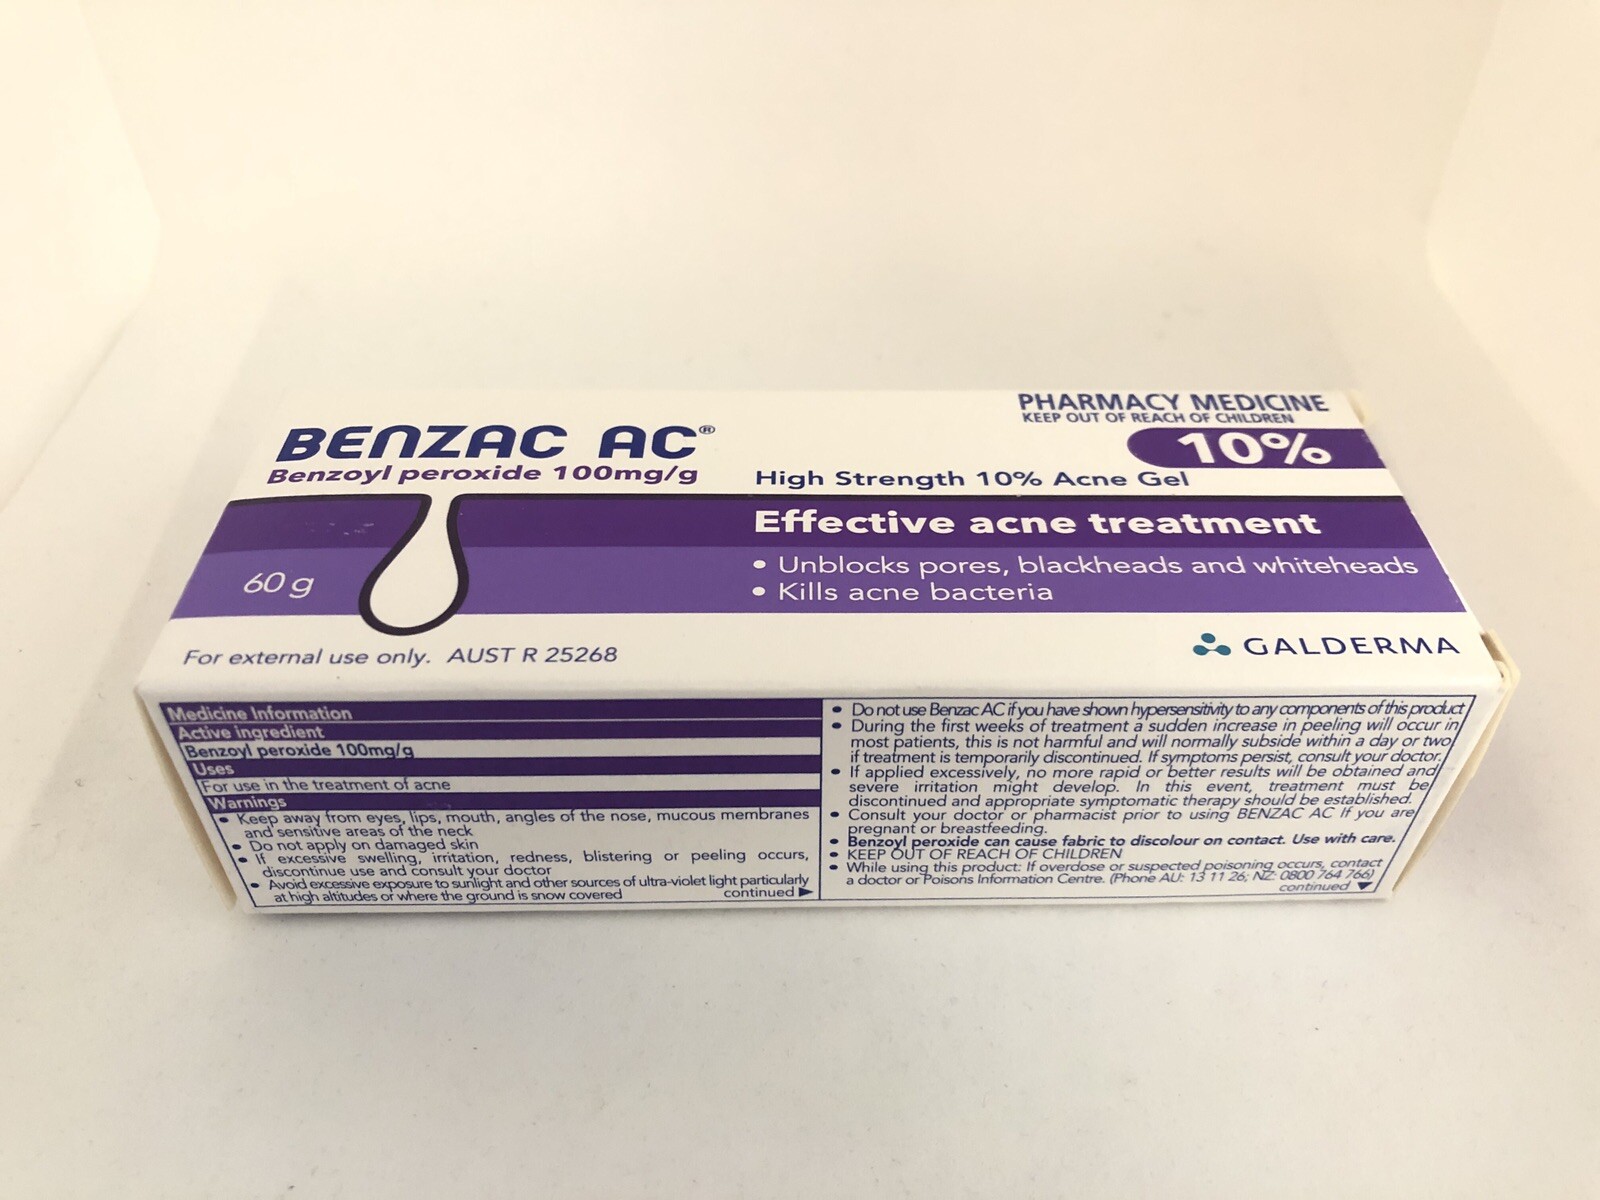 PHARMACY MEDICINE
KEEP OUT OF REACH OF CHILDREN
BENZAC AC®
10%
Benzoyl peroxide 100mg/g
High Strength 10% Acne Gel
Effective acne treatment
• Unblocks pores, blackheads and whiteheads
• Kills acne bacteria
60 g
For external use only. AUST R 25268
GALDERMA
Medicine Information
Active ingredient
Benzoyl peroxide 100mg/g
Uses
For use in the treatment of acne
Warnings
• Keep away from eyes, lips, mouth, angles of the nose, mucous membranes
and sensitive areas of the neck
• Do not apply on damaged skin
• If excessive swelling, irritation, redness, blistering or peeling occurs,
discontinue use and consult your doctor
• Avoid excessive exposure to sunlight and other sources of ultra-violet light particularly
at high altitudes or where the ground is snow covered
continued ▶
• Do not use Benzac AC if you have shown hypersensitivity to any components of this product
• During the first weeks of treatment a sudden increase in peeling will occur in
most patients, this is not harmful and will normally subside within a day or two
if treatment is temporarily discontinued. If symptoms persist, consult your doctor.
• If applied excessively, no more rapid or better results will be obtained and
severe irritation might develop. In this event, treatment must be
discontinued and appropriate symptomatic therapy should be established.
• Consult your doctor or pharmacist prior to using BENZAC AC If you are
pregnant or breastfeeding.
• Benzoyl peroxide can cause fabric to discolour on contact. Use with care.
• KEEP OUT OF REACH OF CHILDREN
• While using this product: If overdose or suspected poisoning occurs, contact
a doctor or Poisons Information Centre. (Phone AU: 13 11 26; NZ: 0800 764 766)
continued ▼